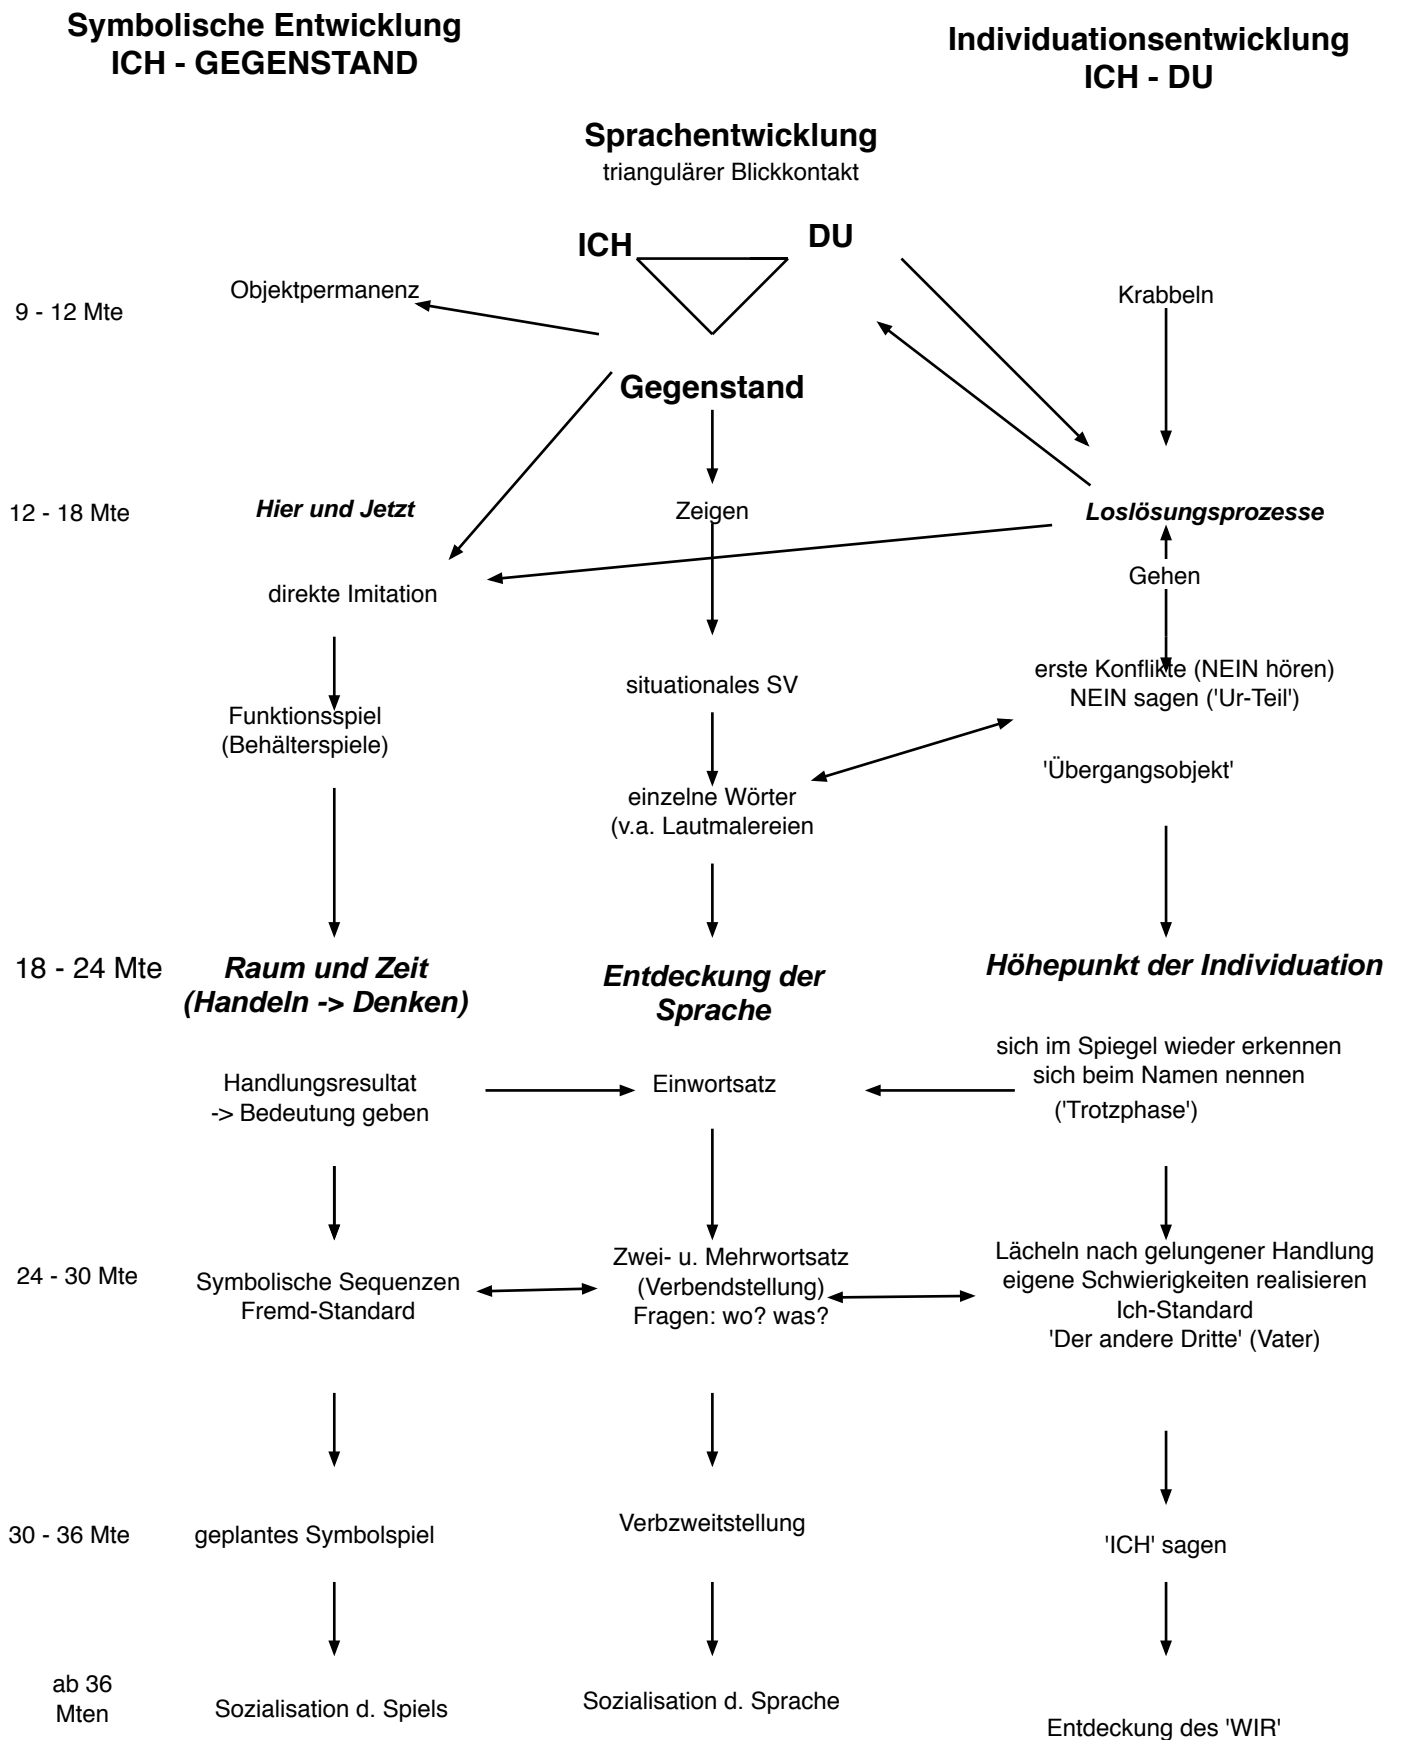 Symbolische Entwicklung
ICH - GEGENSTAND
Individuationsentwicklung
ICH - DU
Sprachentwicklung
triangulärer Blickkontakt
ICH
DU
9 - 12 Mte
Objektpermanenz
Krabbeln
Gegenstand
12 - 18 Mte
Hier und Jetzt
Zeigen
Loslösungsprozesse
Gehen
direkte Imitation
situationales SV
erste Konflikte (NEIN hören)
NEIN sagen ('Ur-Teil')
Funktionsspiel
(Behälterspiele)
'Übergangsobjekt'
einzelne Wörter
(v.a. Lautmalereien
18 - 24 Mte
Raum und Zeit
(Handeln -> Denken)
Entdeckung der
Sprache
Höhepunkt der Individuation
Handlungsresultat
-> Bedeutung geben
Einwortsatz
sich im Spiegel wieder erkennen
sich beim Namen nennen
('Trotzphase')
24 - 30 Mte
Symbolische Sequenzen
Fremd-Standard
Zwei- u. Mehrwortsatz
(Verbendstellung)
Fragen: wo? was?
Lächeln nach gelungener Handlung
eigene Schwierigkeiten realisieren
Ich-Standard
'Der andere Dritte' (Vater)
30 - 36 Mte
geplantes Symbolspiel
Verbzweitstellung
'ICH' sagen
ab 36
Mten
Sozialisation d. Spiels
Sozialisation d. Sprache
Entdeckung des 'WIR'